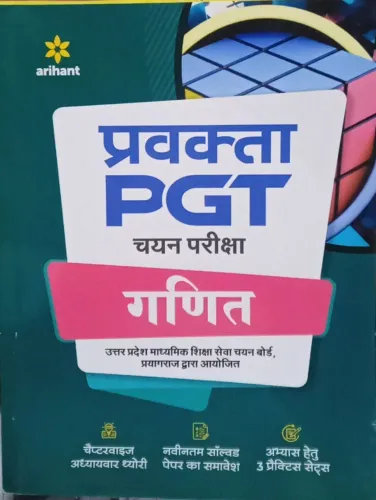 arihant
प्रवक्ता
PGT
चयन परीक्षा
गणित
उत्तर प्रदेश माध्यमिक शिक्षा सेवा चयन बोर्ड,
प्रयागराज द्वारा आयोजित
चैप्टरवाइज
अध्यायवार थ्योरी
नवीनतम सॉल्वड
पेपर का समावेश
अभ्यास हेतु
3 प्रैक्टिस सेट्स